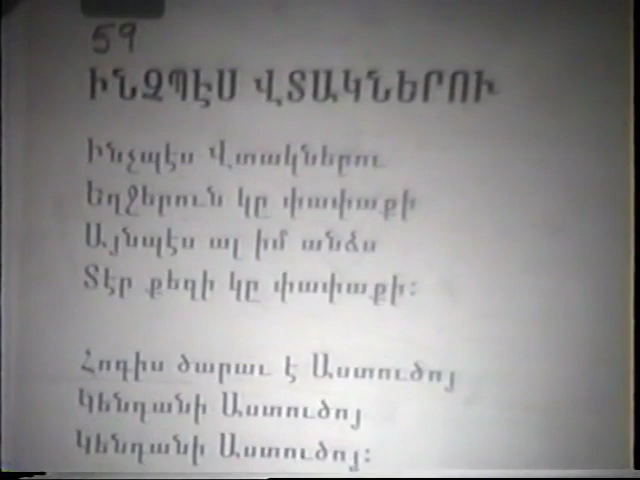 59
ԻՆՉՊԷՍ ՎՏԱԿՆԵՐՈՒ
Ինչպէս Վտակներու
Եղջերուն կը փափաքի
Այնպէս ալ իմ անձս
Տէր քեզի կը փափաքի։
Հոգիս ծարաւ է Աստուծոյ
Կենդանի Աստուծոյ
Կենդանի Աստուծոյ։